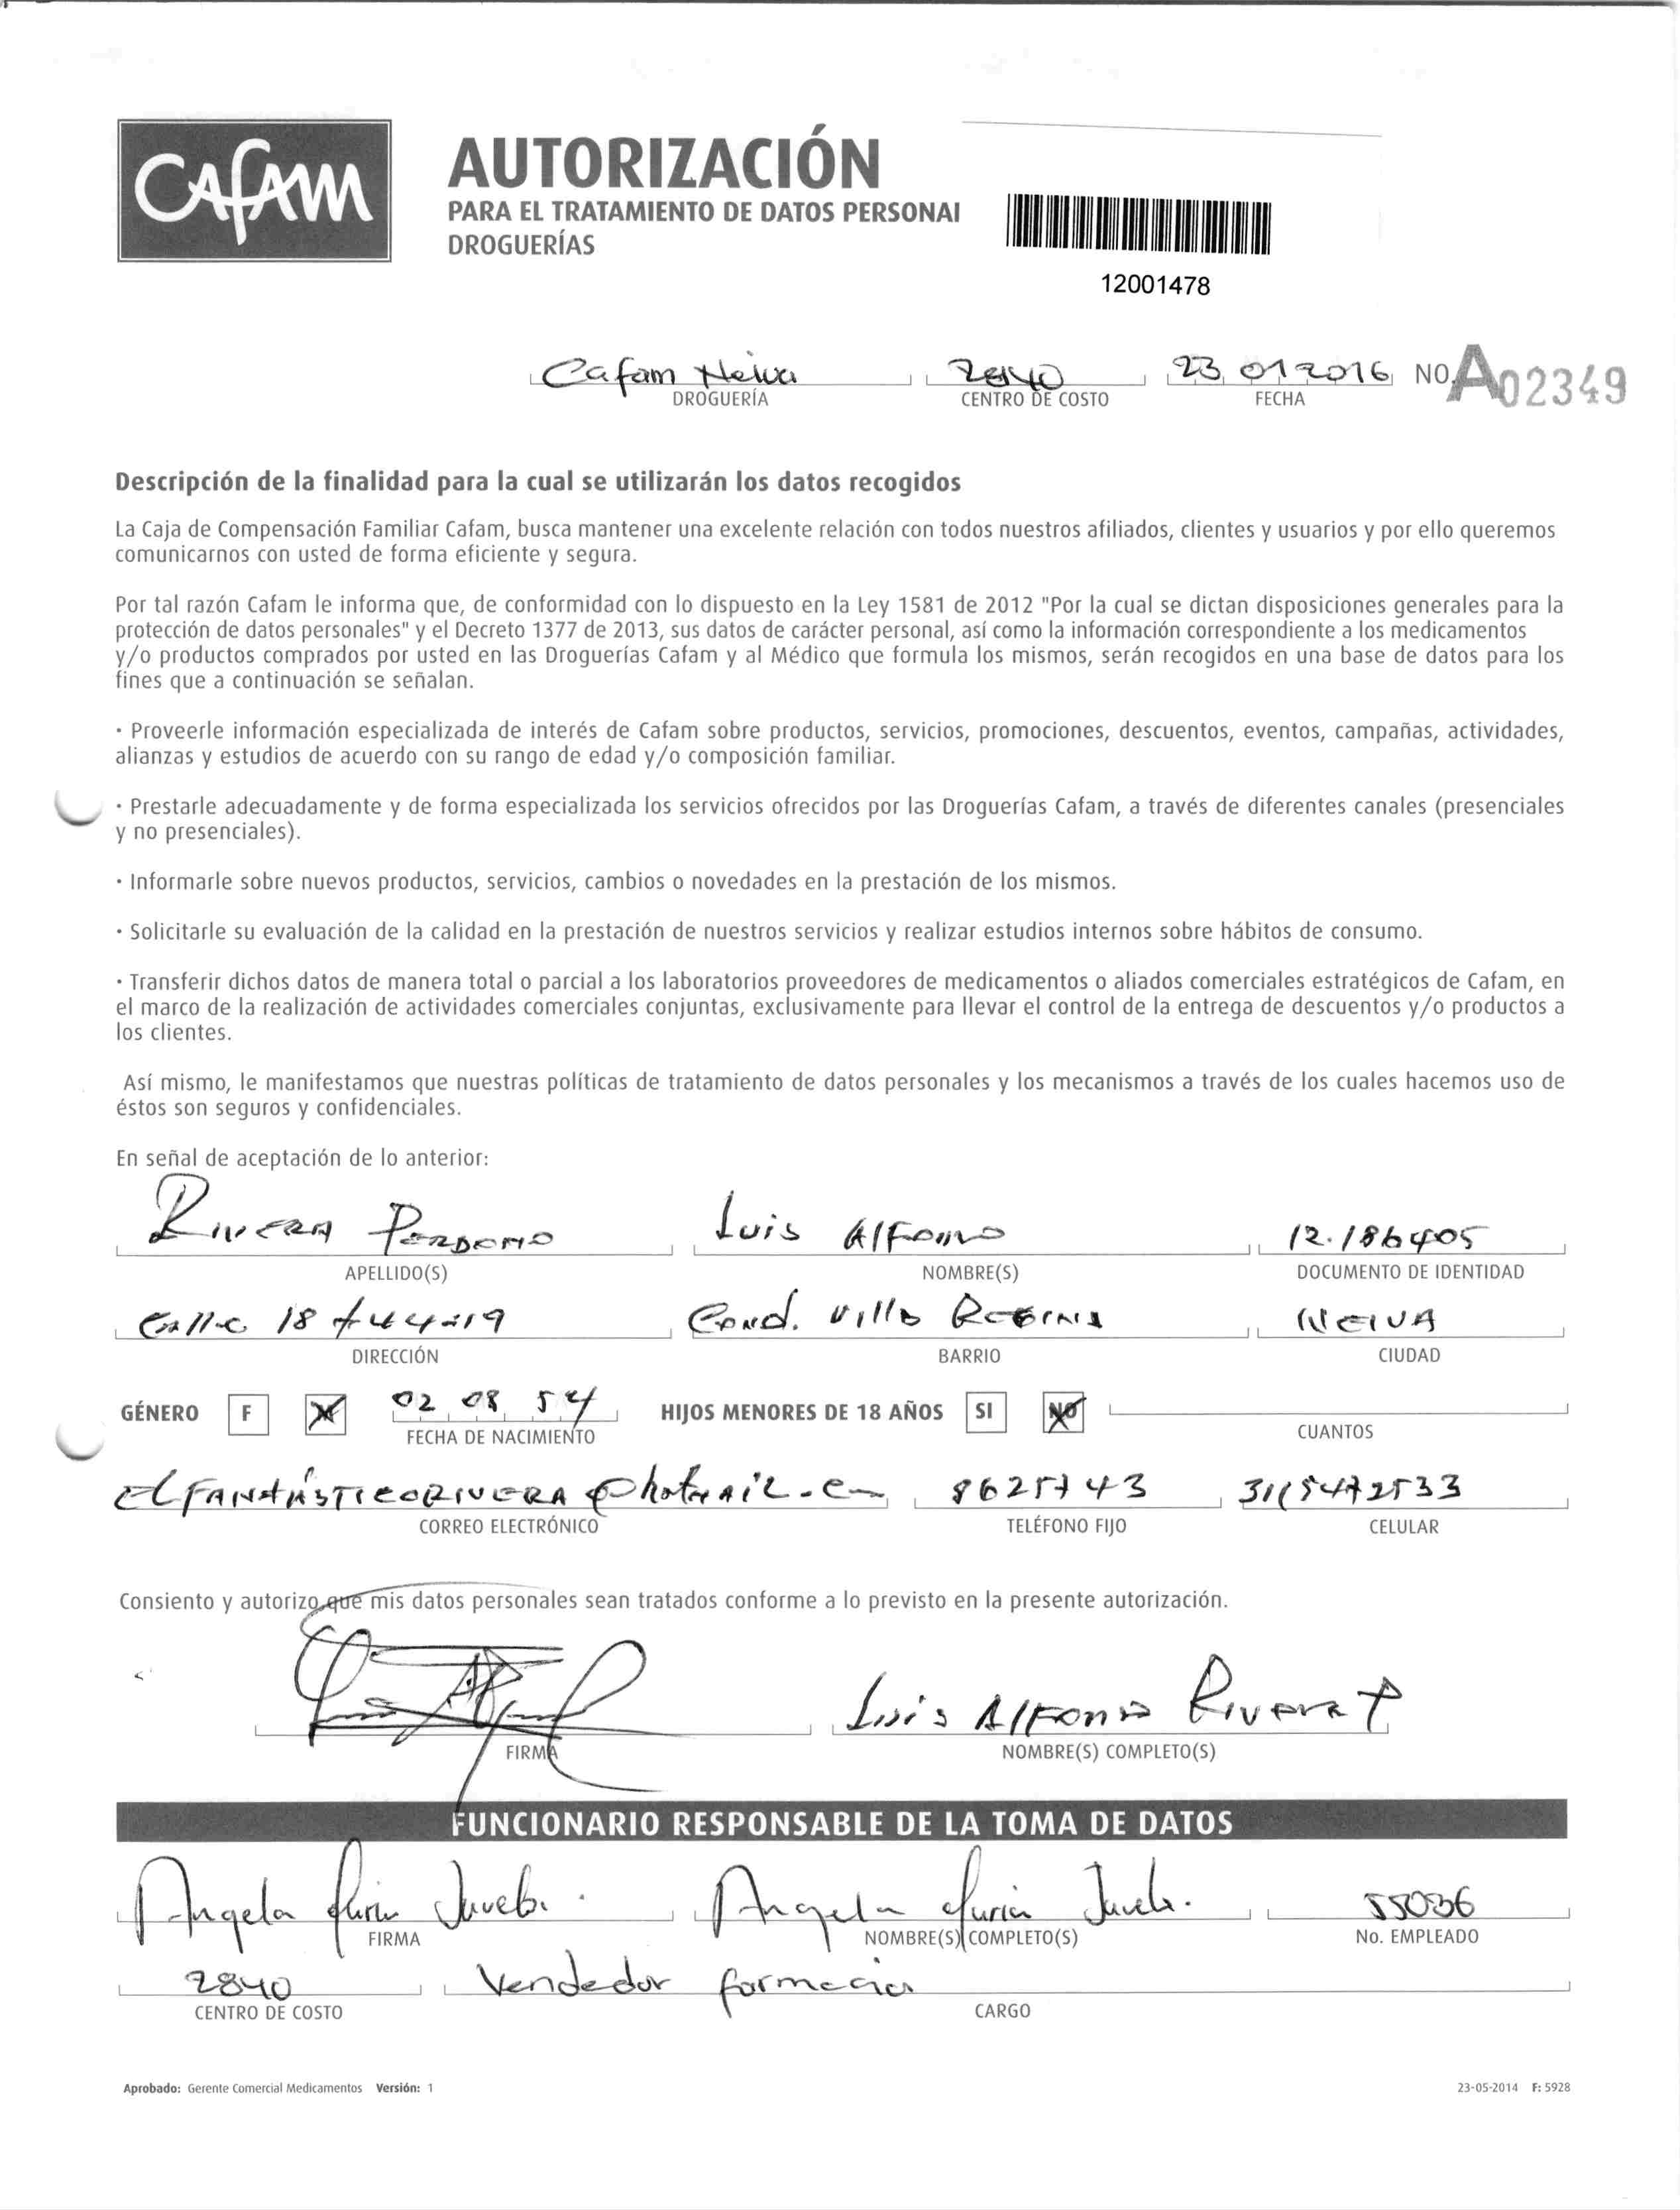 CAFAM
AUTORIZACIÓN
PARA EL TRATAMIENTO DE DATOS PERSONAL
DROGUERÍAS
12001478
Cafam Neiva 2840 23 01 2016 NO. A02349
DROGUERÍA CENTRO DE COSTO FECHA
Descripción de la finalidad para la cual se utilizarán los datos recogidos
La Caja de Compensación Familiar Cafam, busca mantener una excelente relación con todos nuestros afiliados, clientes y usuarios y por ello queremos
comunicarnos con usted de forma eficiente y segura.
Por tal razón Cafam le informa que, de conformidad con lo dispuesto en la Ley 1581 de 2012 "Por la cual se dictan disposiciones generales para la
protección de datos personales" y el Decreto 1377 de 2013, sus datos de carácter personal, así como la información correspondiente a los medicamentos
y/o productos comprados por usted en las Droguerías Cafam y al Médico que formula los mismos, serán recogidos en una base de datos para los
fines que a continuación se señalan.
· Proveerle información especializada de interés de Cafam sobre productos, servicios, promociones, descuentos, eventos, campañas, actividades,
alianzas y estudios de acuerdo con su rango de edad y/o composición familiar.
· Prestarle adecuadamente y de forma especializada los servicios ofrecidos por las Droguerías Cafam, a través de diferentes canales (presenciales
y no presenciales).
· Informarle sobre nuevos productos, servicios, cambios o novedades en la prestación de los mismos.
· Solicitarle su evaluación de la calidad en la prestación de nuestros servicios y realizar estudios internos sobre hábitos de consumo.
· Transferir dichos datos de manera total o parcial a los laboratorios proveedores de medicamentos o aliados comerciales estratégicos de Cafam, en
el marco de la realización de actividades comerciales conjuntas, exclusivamente para llevar el control de la entrega de descuentos y/o productos a
los clientes.
Así mismo, le manifestamos que nuestras políticas de tratamiento de datos personales y los mecanismos a través de los cuales hacemos uso de
éstos son seguros y confidenciales.
En señal de aceptación de lo anterior:
RIVERA PERDOMO Luis Alfonso 12.186405
APELLIDO(S) NOMBRE(S) DOCUMENTO DE IDENTIDAD
Calle 18 # 44-19 Cond. Villa Regina NEIVA
DIRECCIÓN BARRIO CIUDAD
GÉNERO F M 02 08 54 HIJOS MENORES DE 18 AÑOS SI NO
FECHA DE NACIMIENTO CUANTOS
ELFANTÁSTICORIVERA@hotmail.com 8625743 3115472533
CORREO ELECTRÓNICO TELÉFONO FIJO CELULAR
Consiento y autorizo que mis datos personales sean tratados conforme a lo previsto en la presente autorización.
Luis Alfonso Rivera P
FIRMA NOMBRE(S) COMPLETO(S)
FUNCIONARIO RESPONSABLE DE LA TOMA DE DATOS
Angela Angela 55036
FIRMA NOMBRE(S) COMPLETO(S) No. EMPLEADO
2840 Vendedor farmacia
CENTRO DE COSTO CARGO
Aprobado: Gerente Comercial Medicamentos Versión: 1 23-05-2014 F: 5928